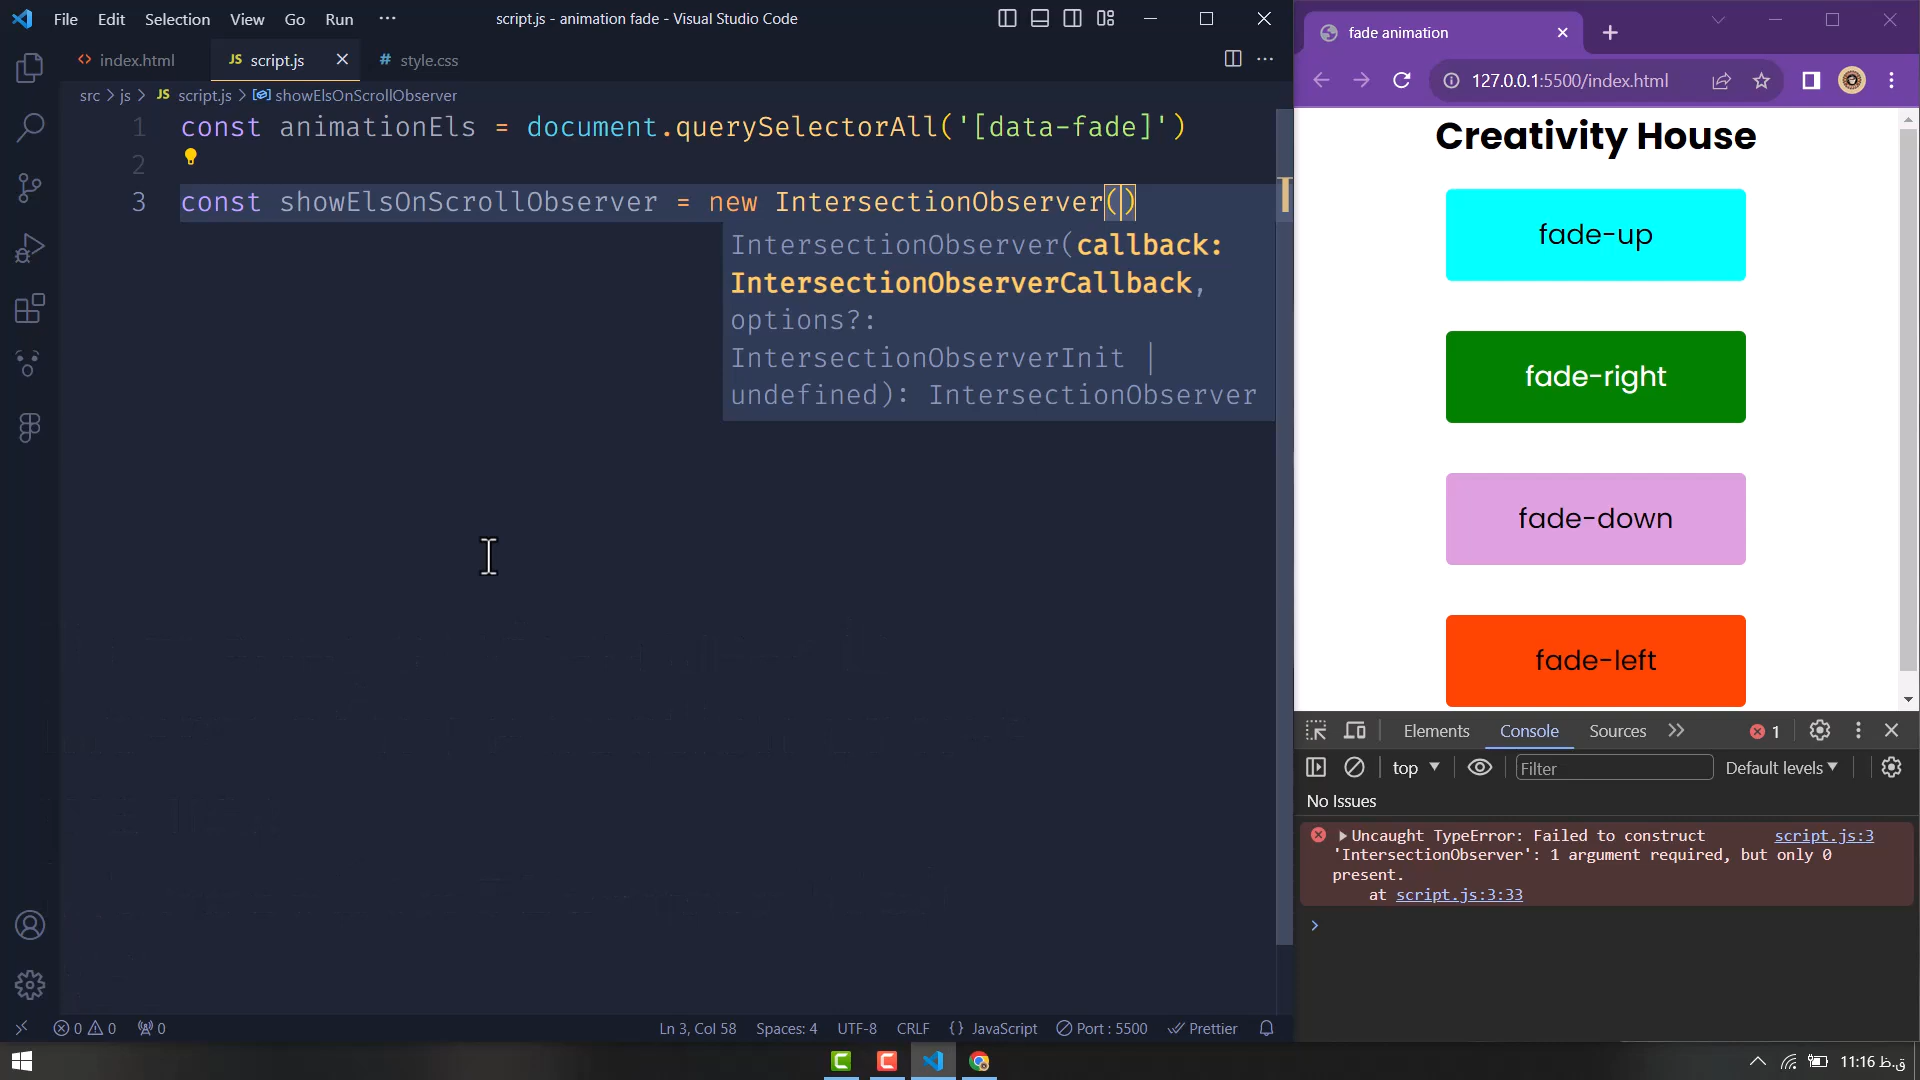 File Edit Selection View Go Run ···
script.js - animation fade - Visual Studio Code
index.html
JS script.js
# style.css
src > js > JS script.js > showElsOnScrollObserver
1 const animationEls = document.querySelectorAll('[data-fade]')
2
3 const showElsOnScrollObserver = new IntersectionObserver()
IntersectionObserver(callback:
IntersectionObserverCallback,
options?:
IntersectionObserverInit |
undefined): IntersectionObserver
0 0 0
Ln 3, Col 58 Spaces: 4 UTF-8 CRLF {} JavaScript Port : 5500 Prettier
fade animation
127.0.0.1:5500/index.html
Creativity House
fade-up
fade-right
fade-down
fade-left
Elements Console Sources 1
top Filter Default levels
No Issues
Uncaught TypeError: Failed to construct script.js:3
'IntersectionObserver': 1 argument required, but only 0
present.
at script.js:3:33
11:16 ق.ظ